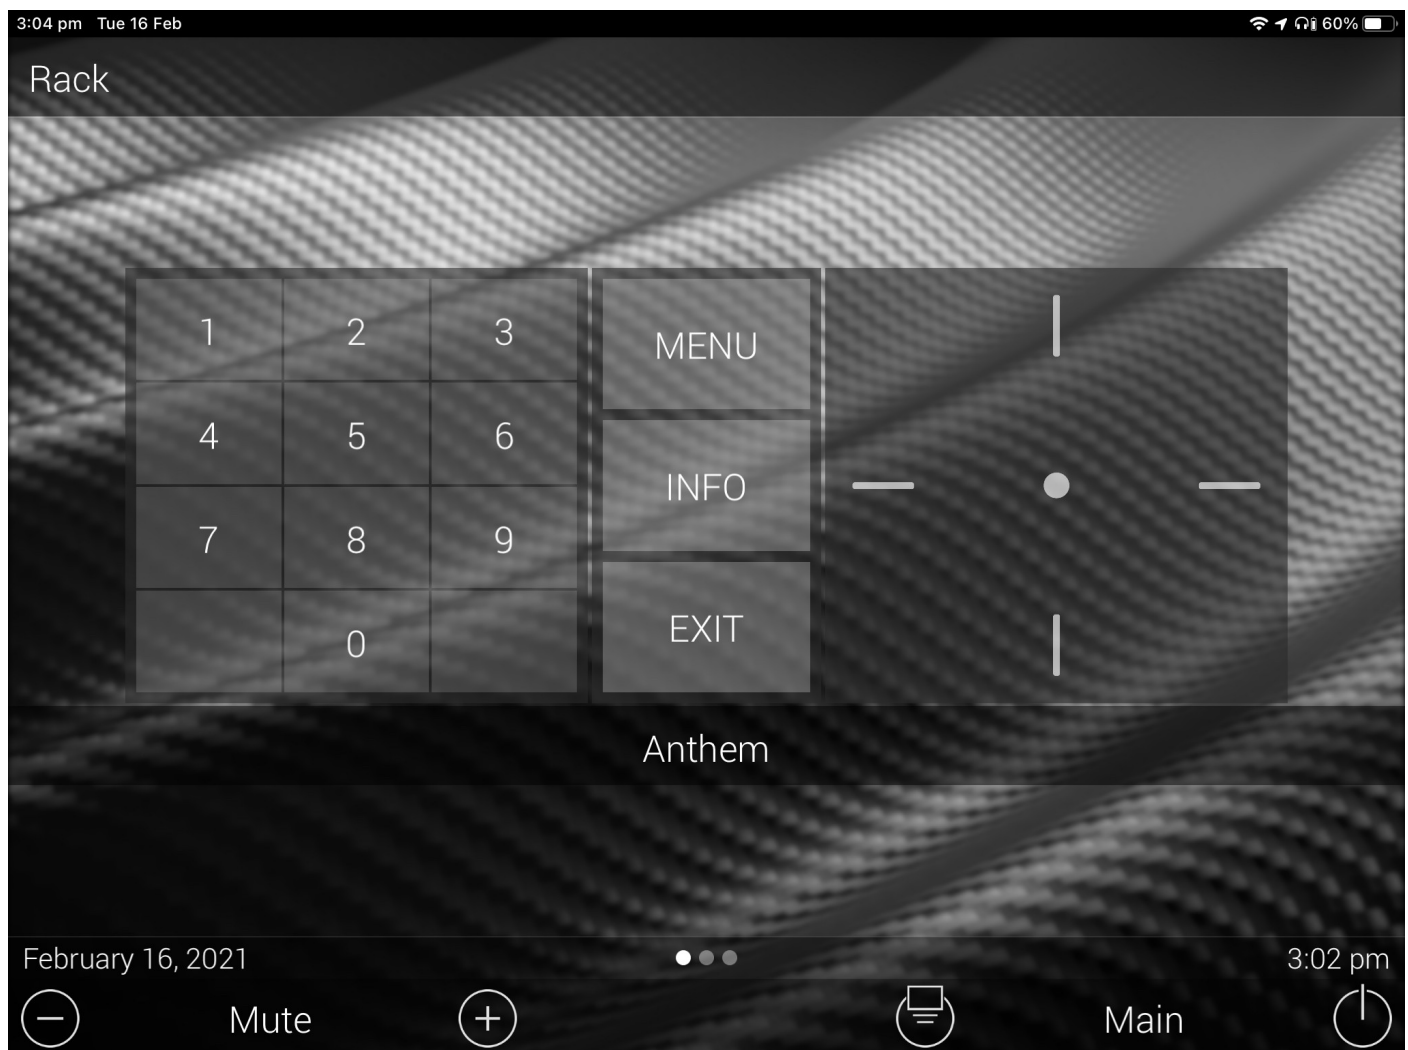 3:04 pm Tue 16 Feb 60%
Rack
1 2 3
4 5 6
7 8 9
0
MENU
INFO
EXIT
Anthem
February 16, 2021 3:02 pm
Mute Main